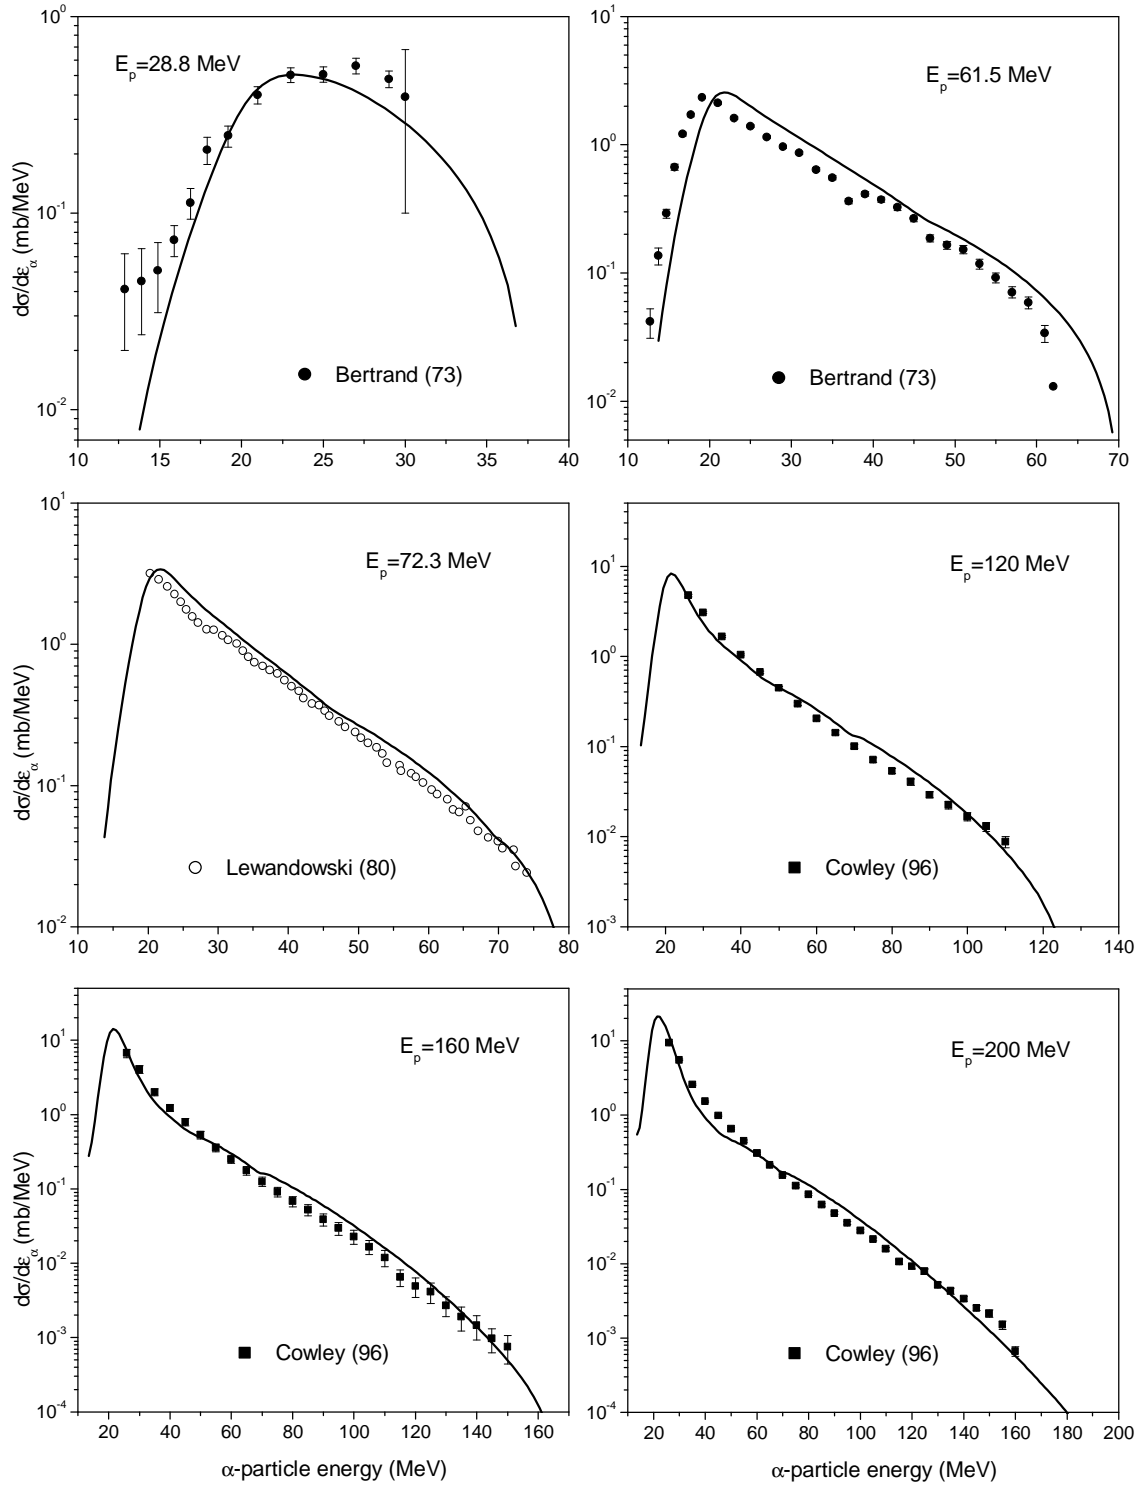 E_p=28.8 MeV
dσ/dε_α (mb/MeV)
10^0
10^-1
10^-2
Bertrand (73)
10 15 20 25 30 35 40
E_p=61.5 MeV
10^1
10^0
10^-1
10^-2
Bertrand (73)
10 20 30 40 50 60 70
E_p=72.3 MeV
dσ/dε_α (mb/MeV)
10^1
10^0
10^-1
10^-2
Lewandowski (80)
10 20 30 40 50 60 70 80
E_p=120 MeV
10^1
10^0
10^-1
10^-2
10^-3
Cowley (96)
20 40 60 80 100 120 140
E_p=160 MeV
dσ/dε_α (mb/MeV)
10^1
10^0
10^-1
10^-2
10^-3
10^-4
Cowley (96)
20 40 60 80 100 120 140 160
α-particle energy (MeV)
E_p=200 MeV
10^1
10^0
10^-1
10^-2
10^-3
10^-4
Cowley (96)
20 40 60 80 100 120 140 160 180 200
α-particle energy (MeV)